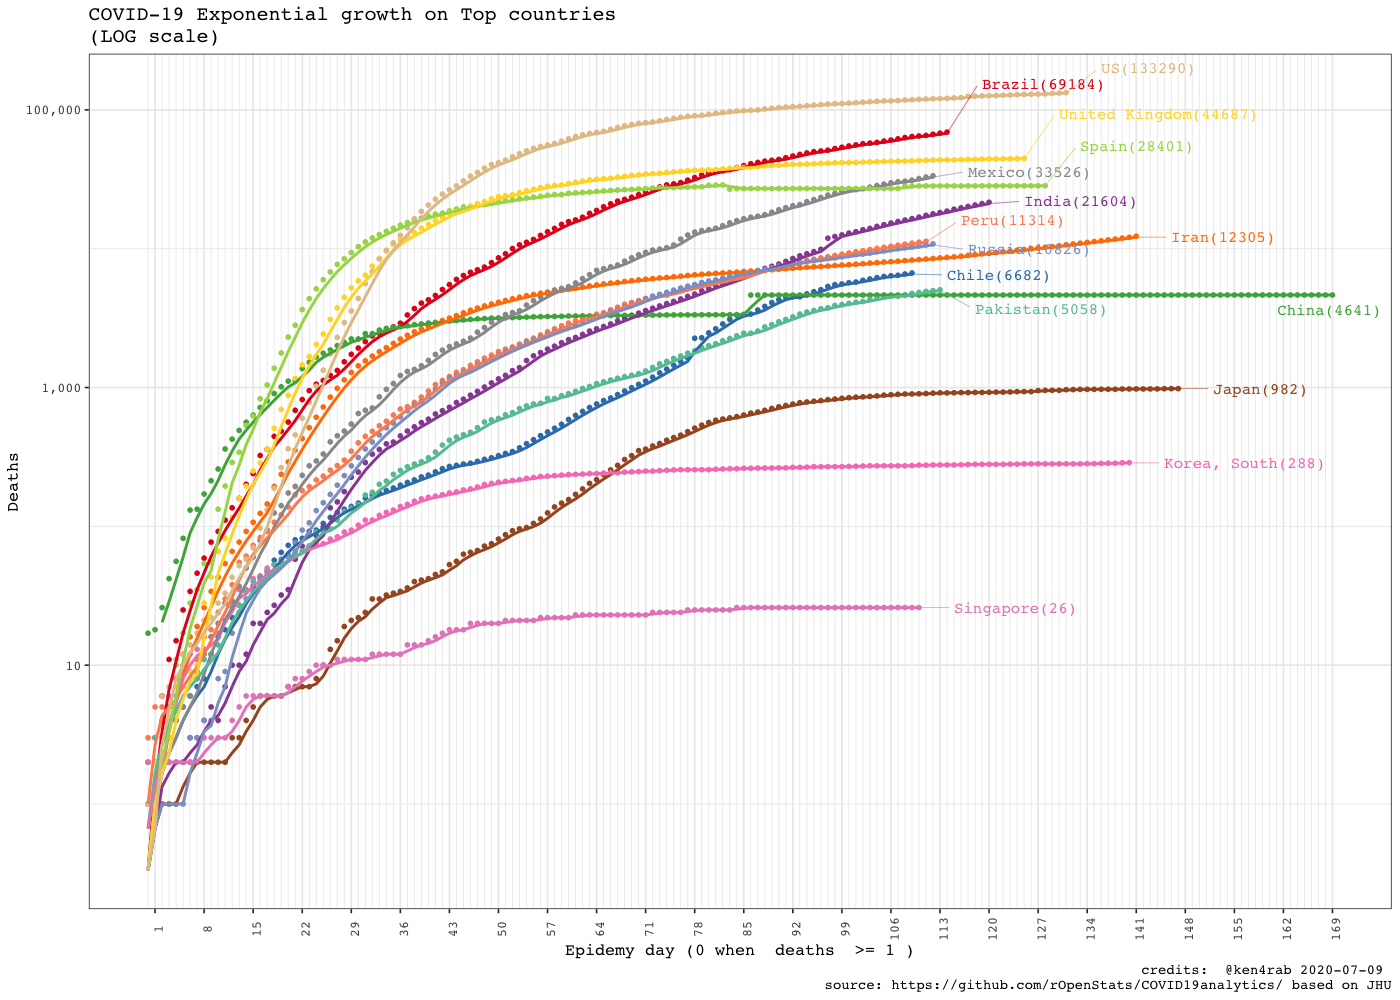 COVID-19 Exponential growth on Top countries
(LOG scale)
US(133290)
Brazil(69184)
100,000
United Kingdom(44687)
Spain(28401)
Mexico(33526)
India(21604)
Peru(11314)
Iran(12305)
Russia(10826)
Chile(6682)
Pakistan(5058)
China(4641)
1,000
Japan(982)
Korea, South(288)
Deaths
Singapore(26)
10
1 8 15 22 29 36 43 50 57 64 71 78 85 92 99 106 113 120 127 134 141 148 155 162 169
Epidemy day (0 when  deaths  >= 1 )
credits:  @ken4rab 2020-07-09
source: https://github.com/rOpenStats/COVID19analytics/ based on JHU